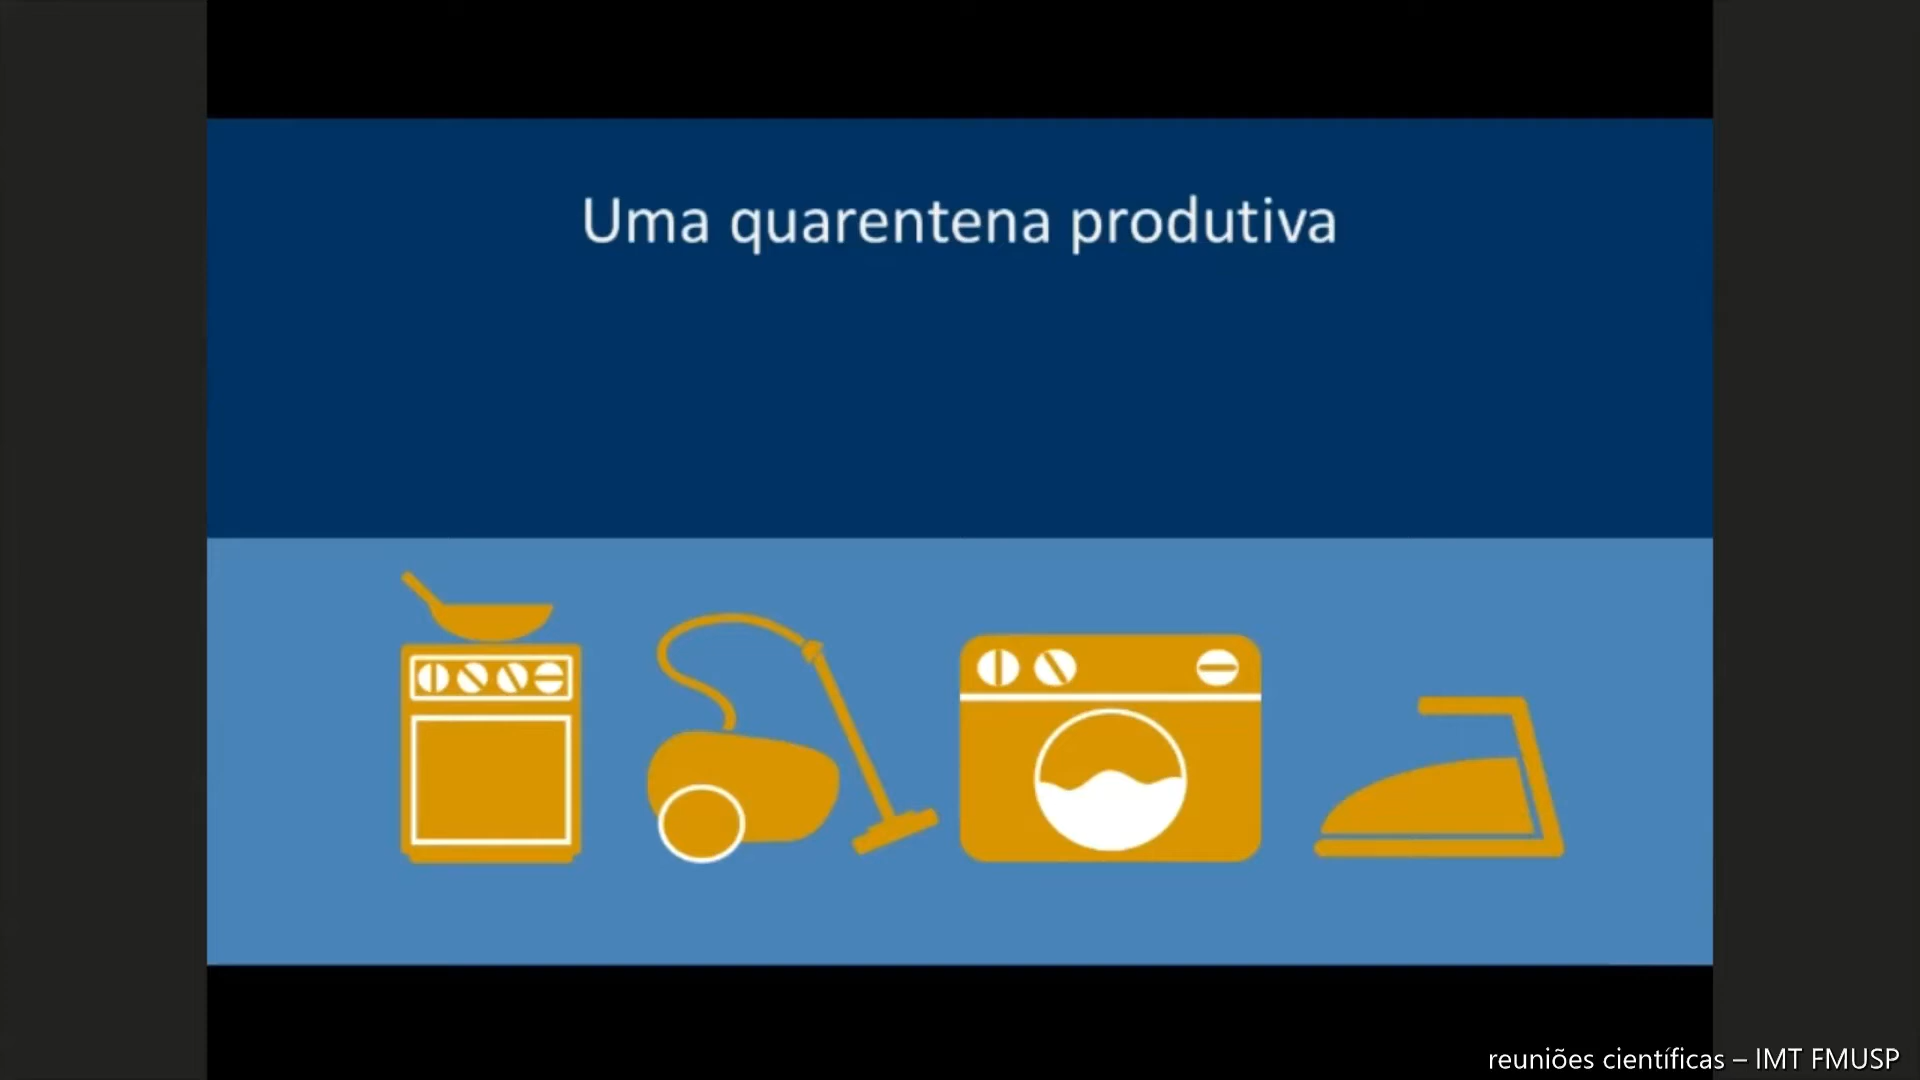 Uma quarentena produtiva
reuniões científicas – IMT FMUSP